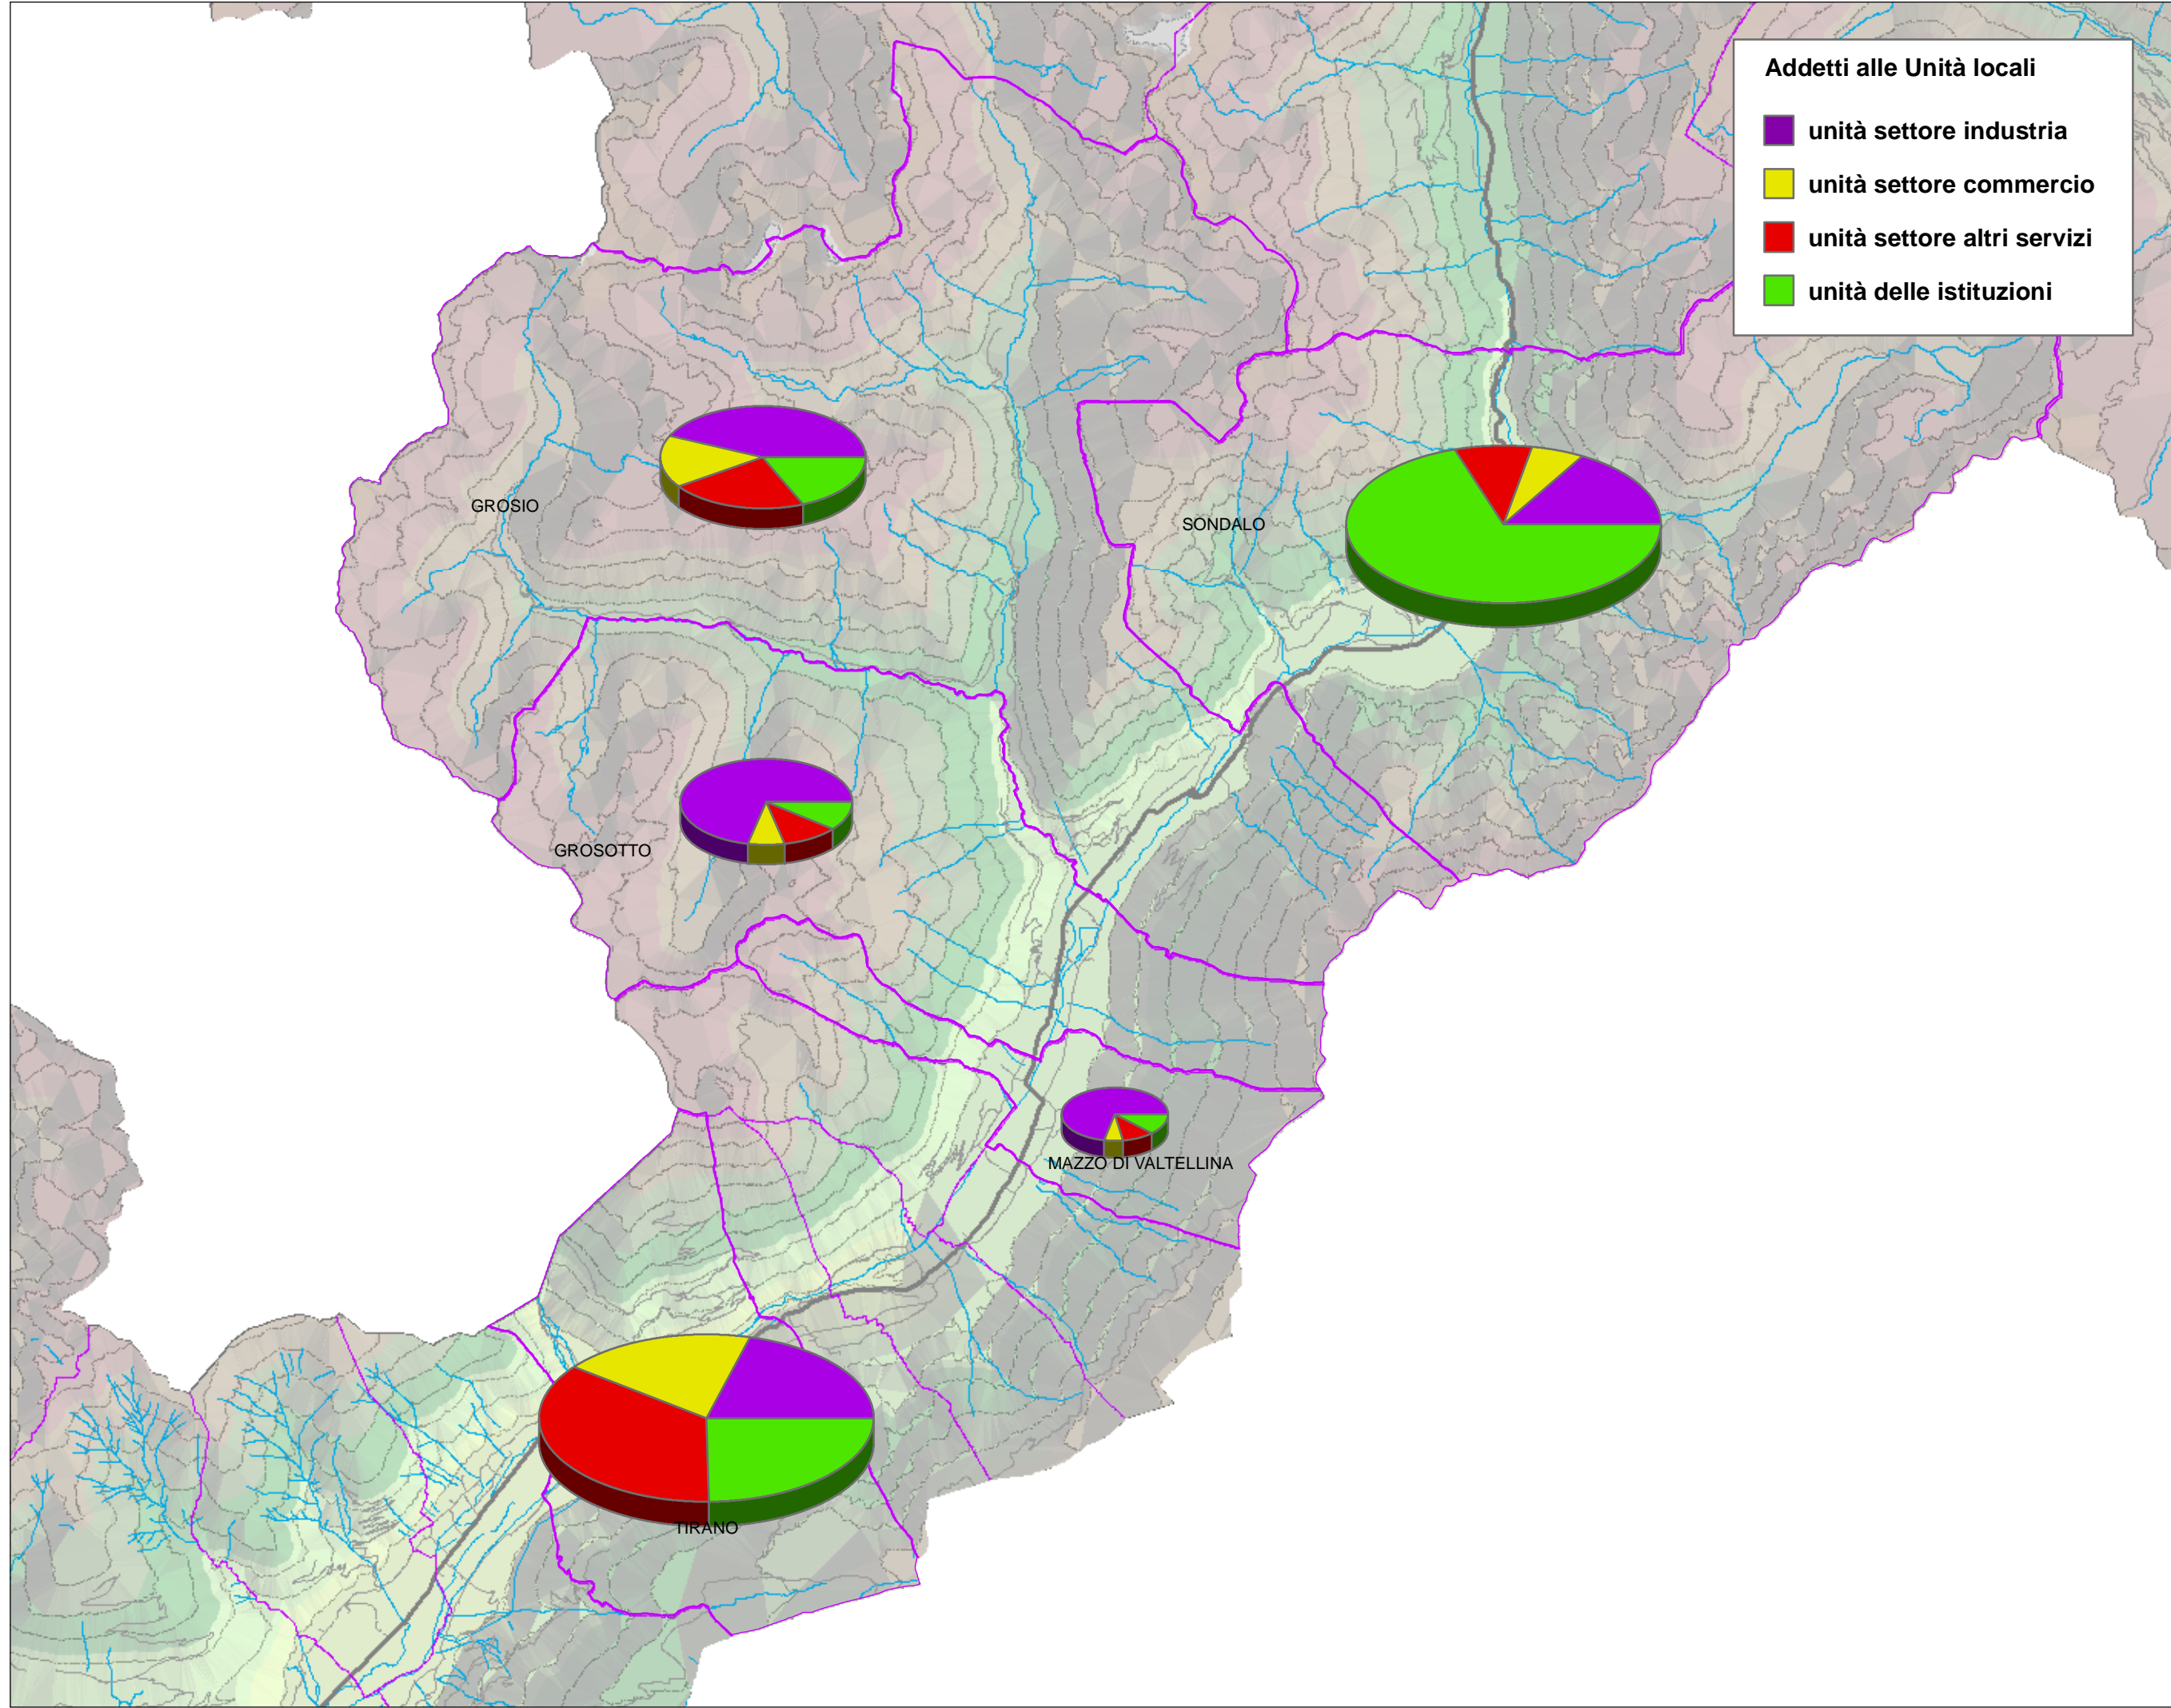 Addetti alle Unità locali
unità settore industria
unità settore commercio
unità settore altri servizi
unità delle istituzioni
GROSIO
SONDALO
GROSOTTO
MAZZO DI VALTELLINA
TIRANO